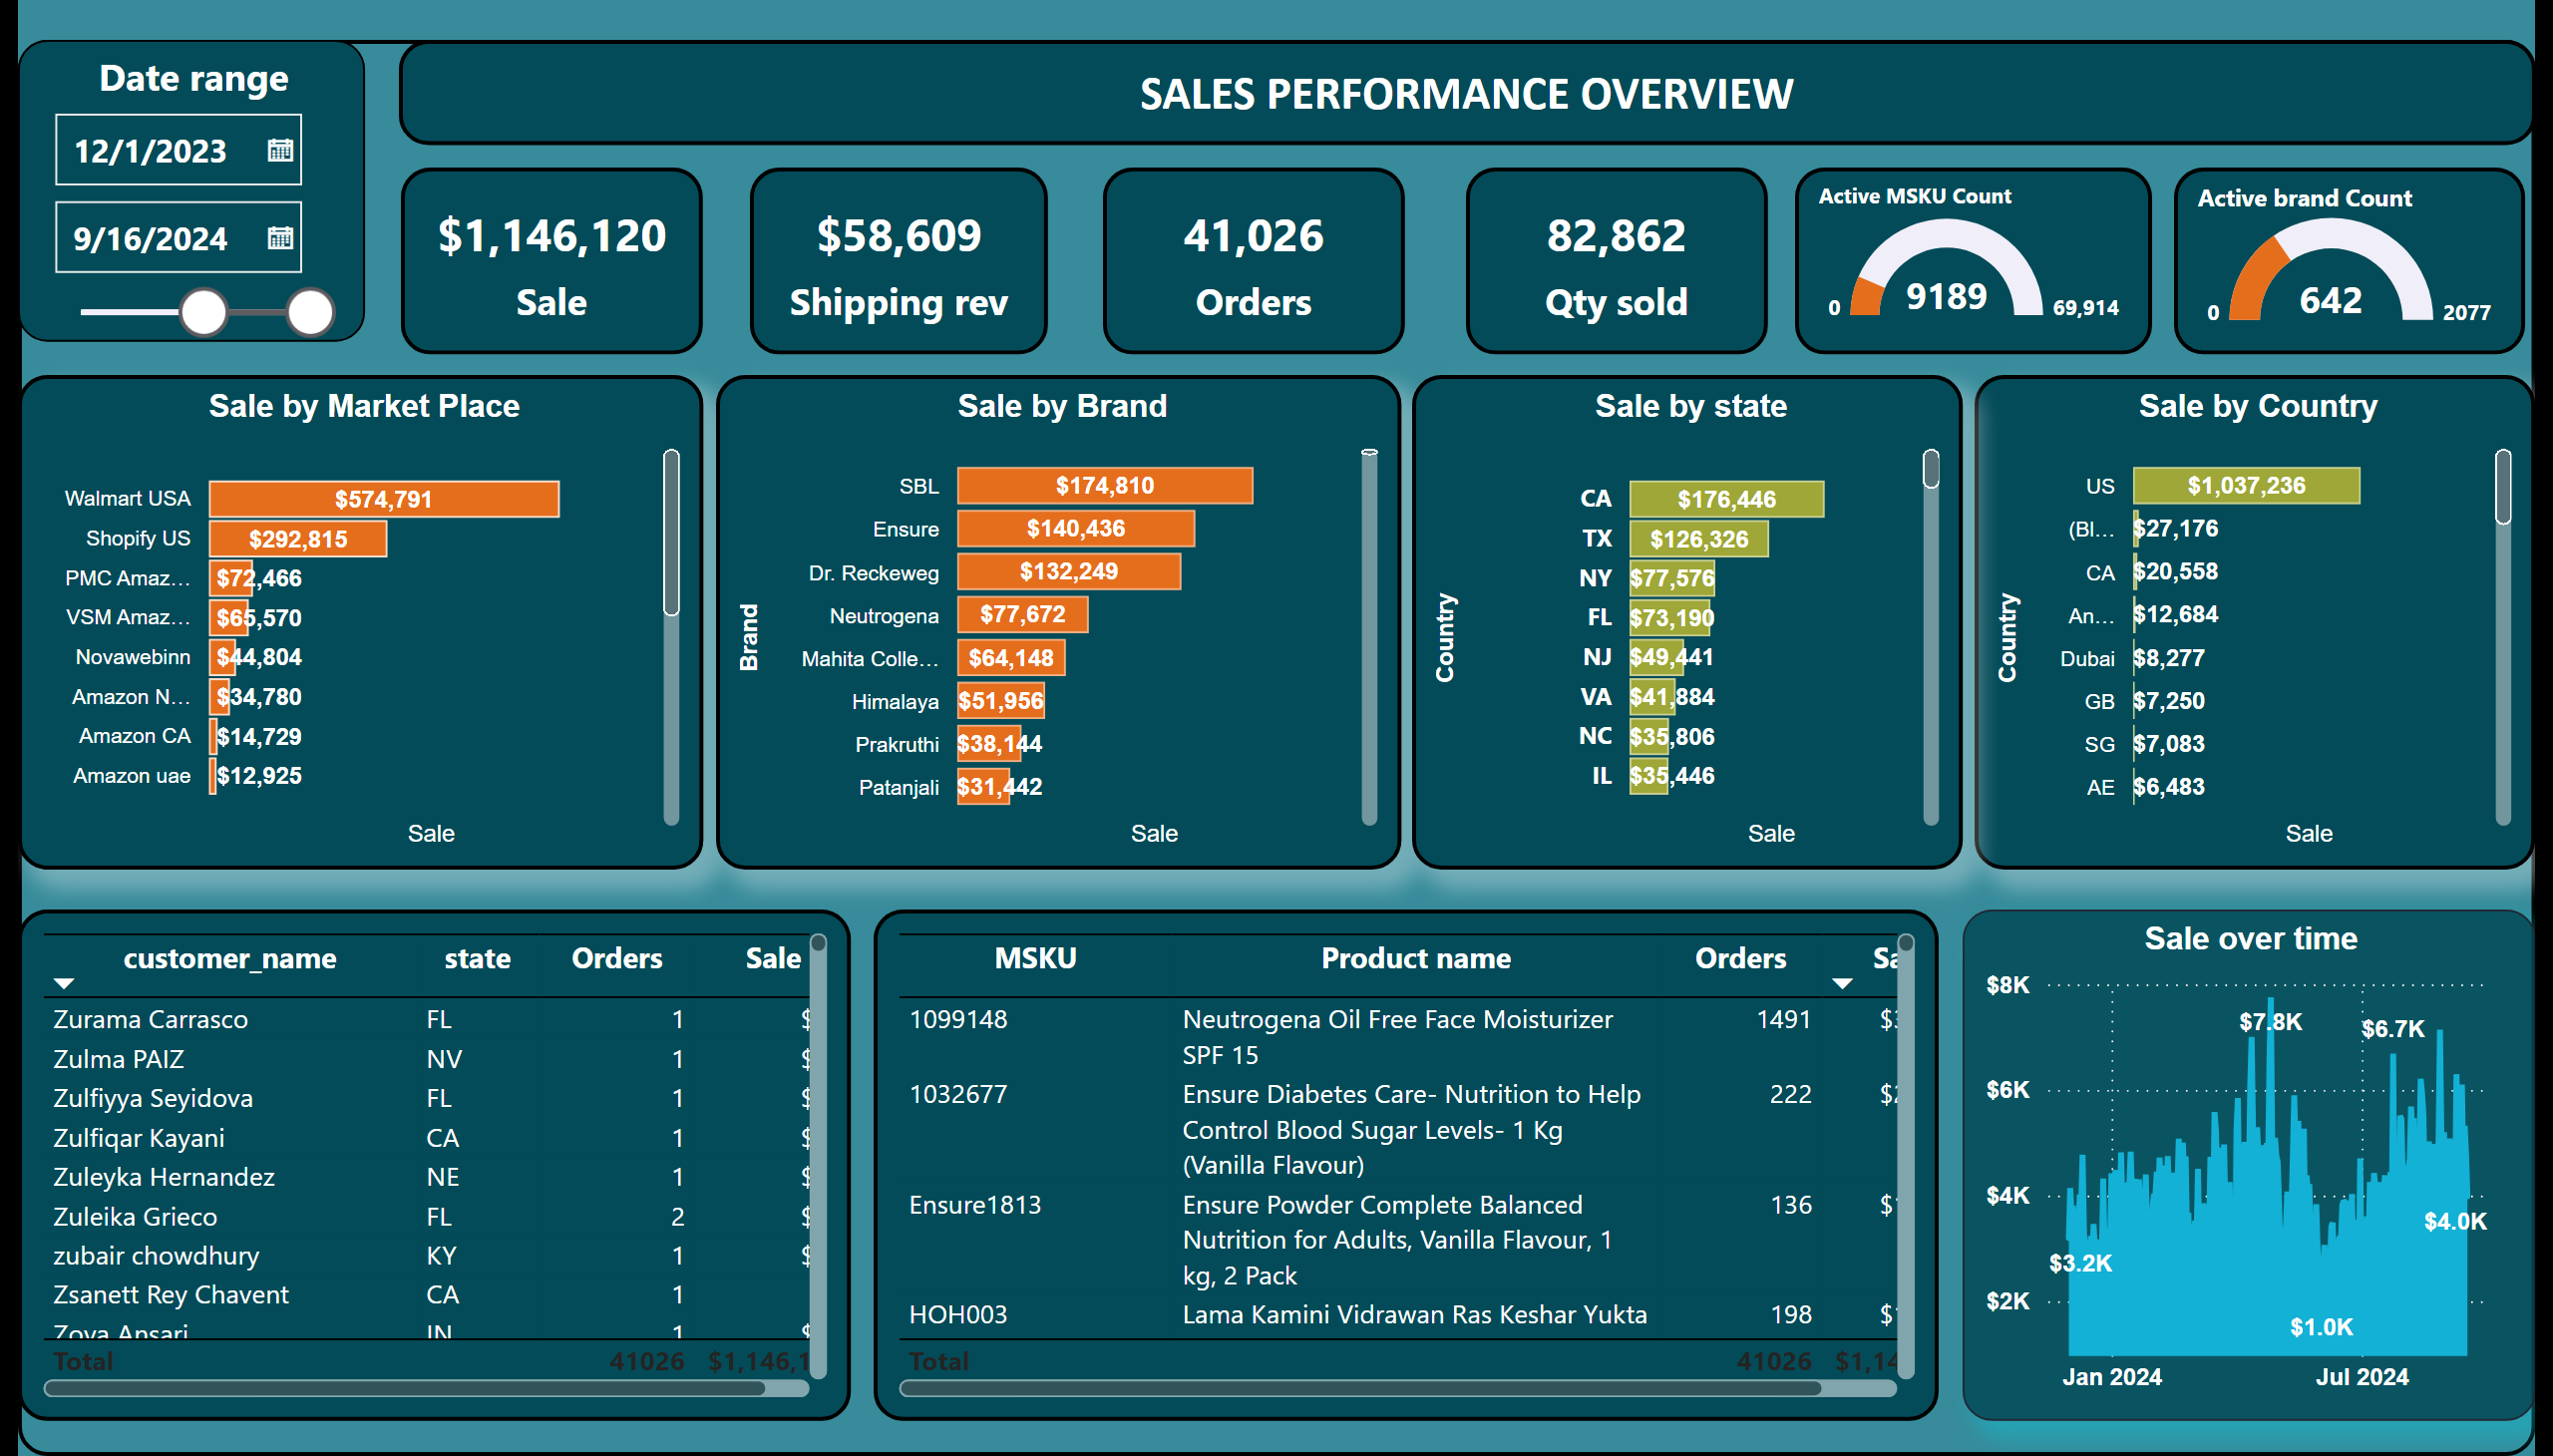 Date range
12/1/2023
9/16/2024
SALES PERFORMANCE OVERVIEW
$1,146,120
Sale
$58,609
Shipping rev
41,026
Orders
82,862
Qty sold
Active MSKU Count
9189
0
69,914
Active brand Count
642
0
2077
Sale by Market Place
Walmart USA $574,791
Shopify US $292,815
PMC Amaz... $72,466
VSM Amaz... $65,570
Novawebinn $44,804
Amazon N... $34,780
Amazon CA $14,729
Amazon uae $12,925
Sale
Sale by Brand
Brand
SBL $174,810
Ensure $140,436
Dr. Reckeweg $132,249
Neutrogena $77,672
Mahita Colle... $64,148
Himalaya $51,956
Prakruthi $38,144
Patanjali $31,442
Sale
Sale by state
Country
CA $176,446
TX $126,326
NY $77,576
FL $73,190
NJ $49,441
VA $41,884
NC $35,806
IL $35,446
Sale
Sale by Country
Country
US $1,037,236
(Bl... $27,176
CA $20,558
An... $12,684
Dubai $8,277
GB $7,250
SG $7,083
AE $6,483
Sale
customer_name state Orders Sale
Zurama Carrasco FL 1 $
Zulma PAIZ NV 1 $
Zulfiyya Seyidova FL 1 $
Zulfiqar Kayani CA 1 $
Zuleyka Hernandez NE 1 $
Zuleika Grieco FL 2 $
zubair chowdhury KY 1 $
Zsanett Rey Chavent CA 1
Zoya Ansari IN 1 $
Total 41026 $1,146,1
MSKU Product name Orders Sa
1099148 Neutrogena Oil Free Face Moisturizer 1491 $
SPF 15
1032677 Ensure Diabetes Care- Nutrition to Help 222 $
Control Blood Sugar Levels- 1 Kg
(Vanilla Flavour)
Ensure1813 Ensure Powder Complete Balanced 136 $
Nutrition for Adults, Vanilla Flavour, 1
kg, 2 Pack
HOH003 Lama Kamini Vidrawan Ras Keshar Yukta 198 $
Total 41026 $1,14
Sale over time
$8K
$7.8K
$6.7K
$6K
$4K
$4.0K
$3.2K
$2K
$1.0K
Jan 2024
Jul 2024